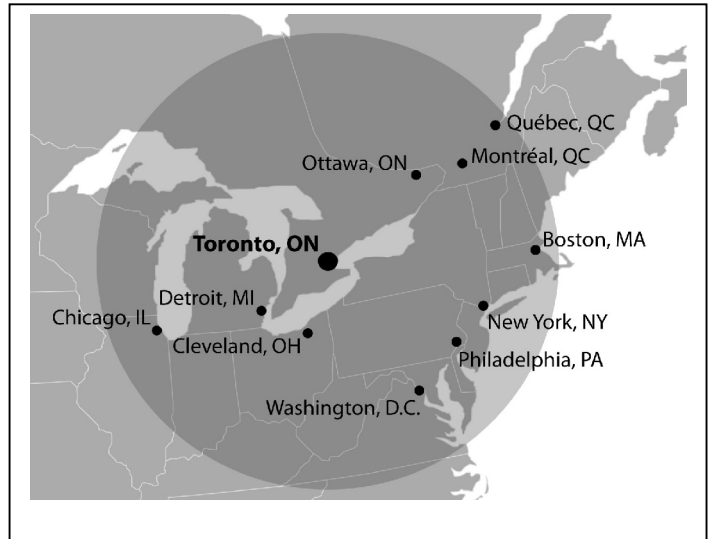 Québec, QC
Montréal, QC
Ottawa, ON
Toronto, ON
Boston, MA
Detroit, MI
Chicago, IL
New York, NY
Cleveland, OH
Philadelphia, PA
Washington, D.C.